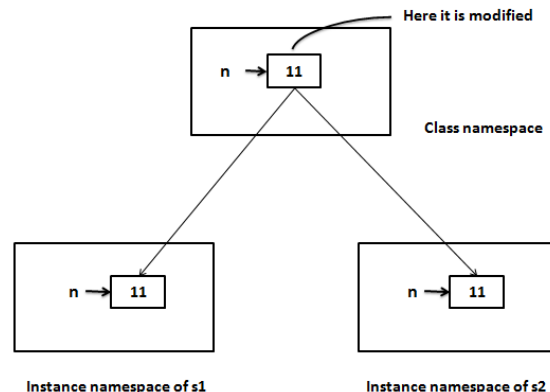 Here it is modified
n 11
Class namespace
n 11
n 11
Instance namespace of s1
Instance namespace of s2